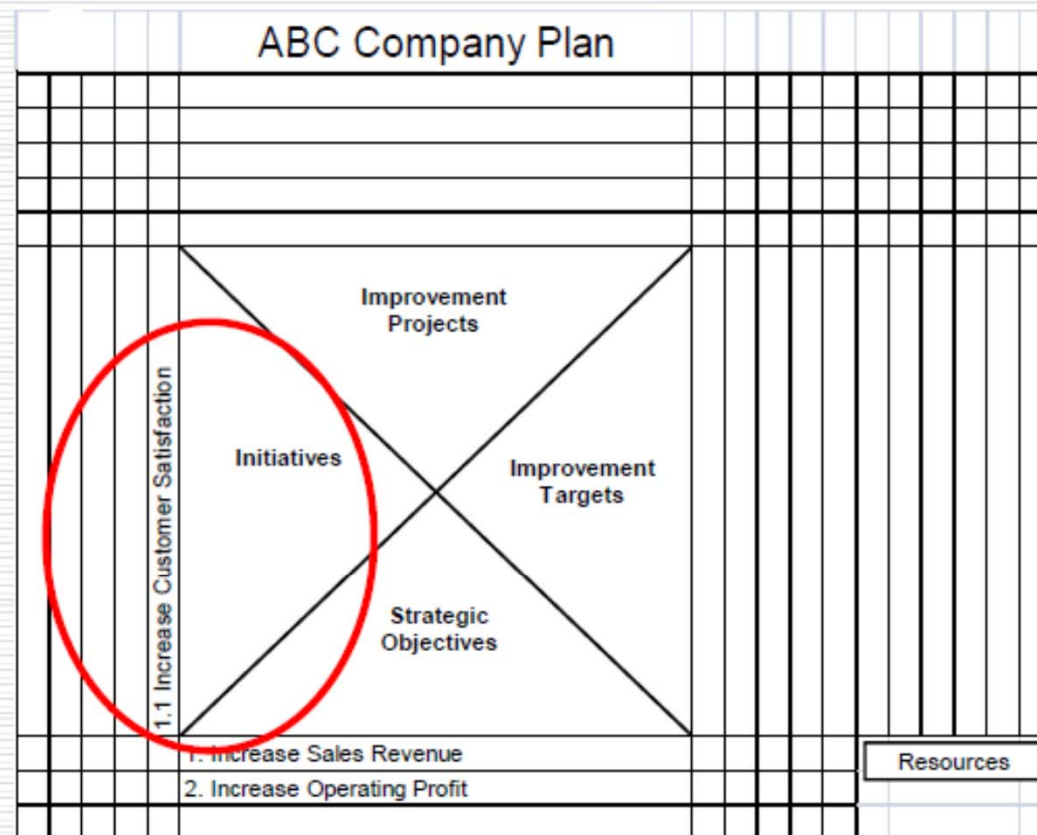 ABC Company Plan
Improvement
Projects
Initiatives
1.1 Increase Customer Satisfaction
Improvement
Targets
Strategic
Objectives
1. Increase Sales Revenue
Resources
2. Increase Operating Profit